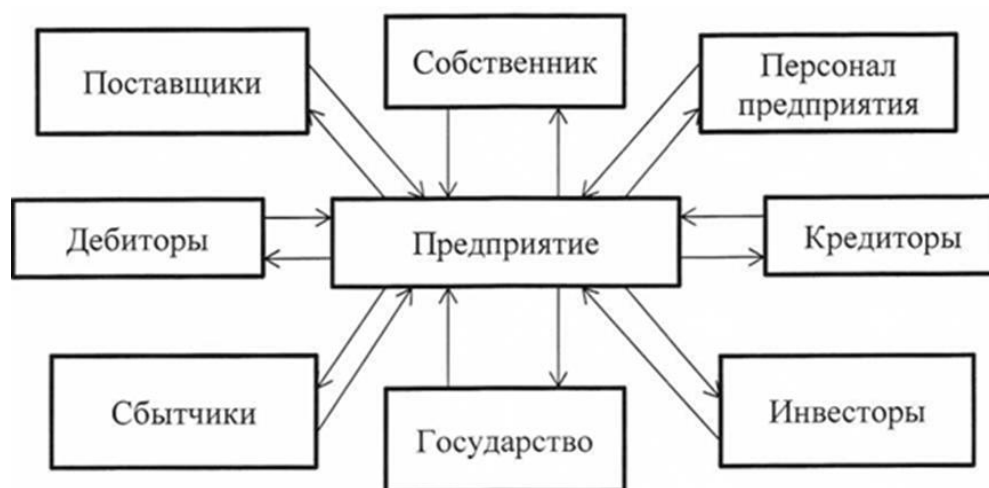 Поставщики
Собственник
Персонал
предприятия
Дебиторы
Предприятие
Кредиторы
Сбытчики
Государство
Инвесторы